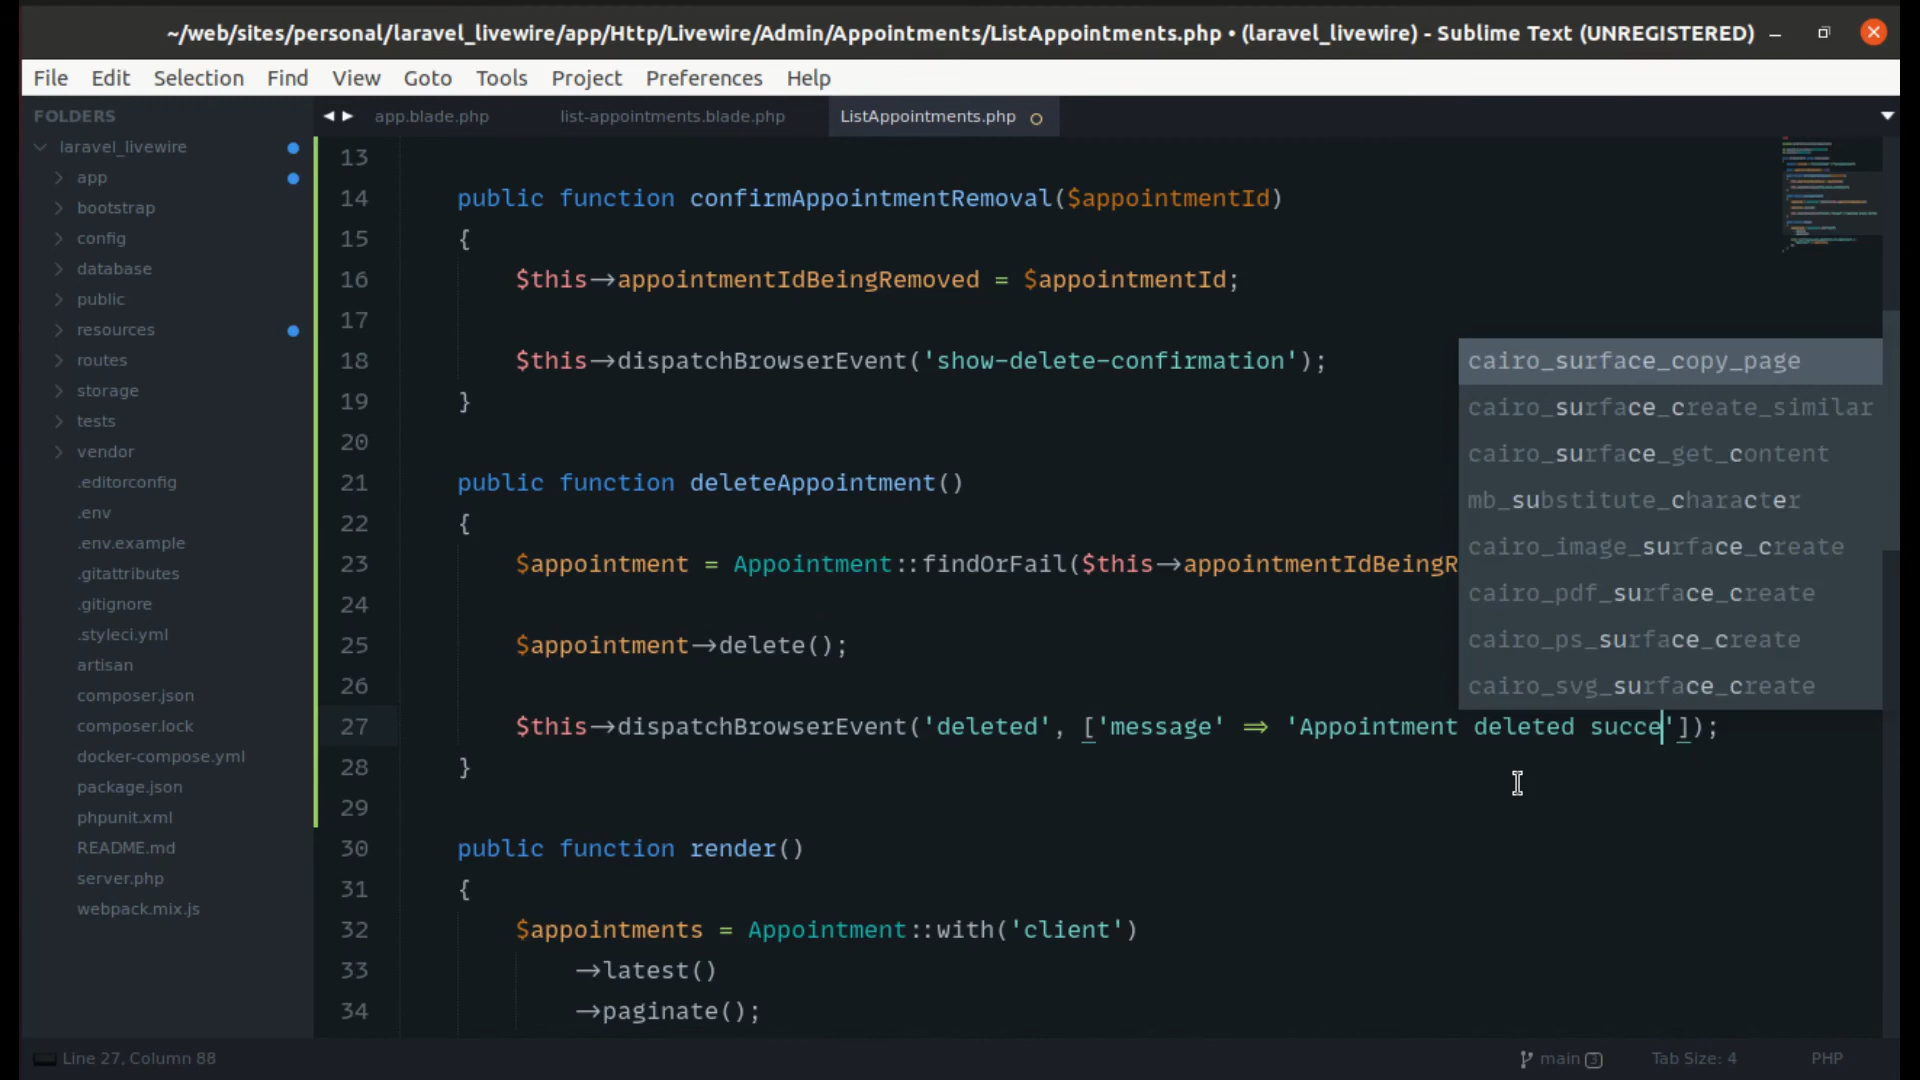 ~/web/sites/personal/laravel_livewire/app/Http/Livewire/Admin/Appointments/ListAppointments.php • (laravel_livewire) - Sublime Text (UNREGISTERED)
File Edit Selection Find View Goto Tools Project Preferences Help
FOLDERS
laravel_livewire
app
bootstrap
config
database
public
resources
routes
storage
tests
vendor
.editorconfig
.env
.env.example
.gitattributes
.gitignore
.styleci.yml
artisan
composer.json
composer.lock
docker-compose.yml
package.json
phpunit.xml
README.md
server.php
webpack.mix.js
app.blade.php list-appointments.blade.php ListAppointments.php
13
14 public function confirmAppointmentRemoval($appointmentId)
15 {
16 $this->appointmentIdBeingRemoved = $appointmentId;
17
18 $this->dispatchBrowserEvent('show-delete-confirmation');
19 }
20
21 public function deleteAppointment()
22 {
23 $appointment = Appointment::findOrFail($this->appointmentIdBeingR
24
25 $appointment->delete();
26
27 $this->dispatchBrowserEvent('deleted', ['message' => 'Appointment deleted succe']);
28 }
29
30 public function render()
31 {
32 $appointments = Appointment::with('client')
33 ->latest()
34 ->paginate();
cairo_surface_copy_page
cairo_surface_create_similar
cairo_surface_get_content
mb_substitute_character
cairo_image_surface_create
cairo_pdf_surface_create
cairo_ps_surface_create
cairo_svg_surface_create
Line 27, Column 88 main 3 Tab Size: 4 PHP